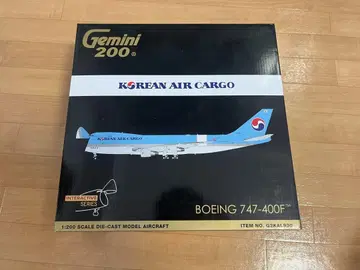 Gemini
200
KOREAN AIR CARGO
KOREAN AIR CARGO
INTERACTIVE
SERIES
BOEING 747-400F™
1:200 SCALE DIE-CAST MODEL AIRCRAFT
ITEM NO.